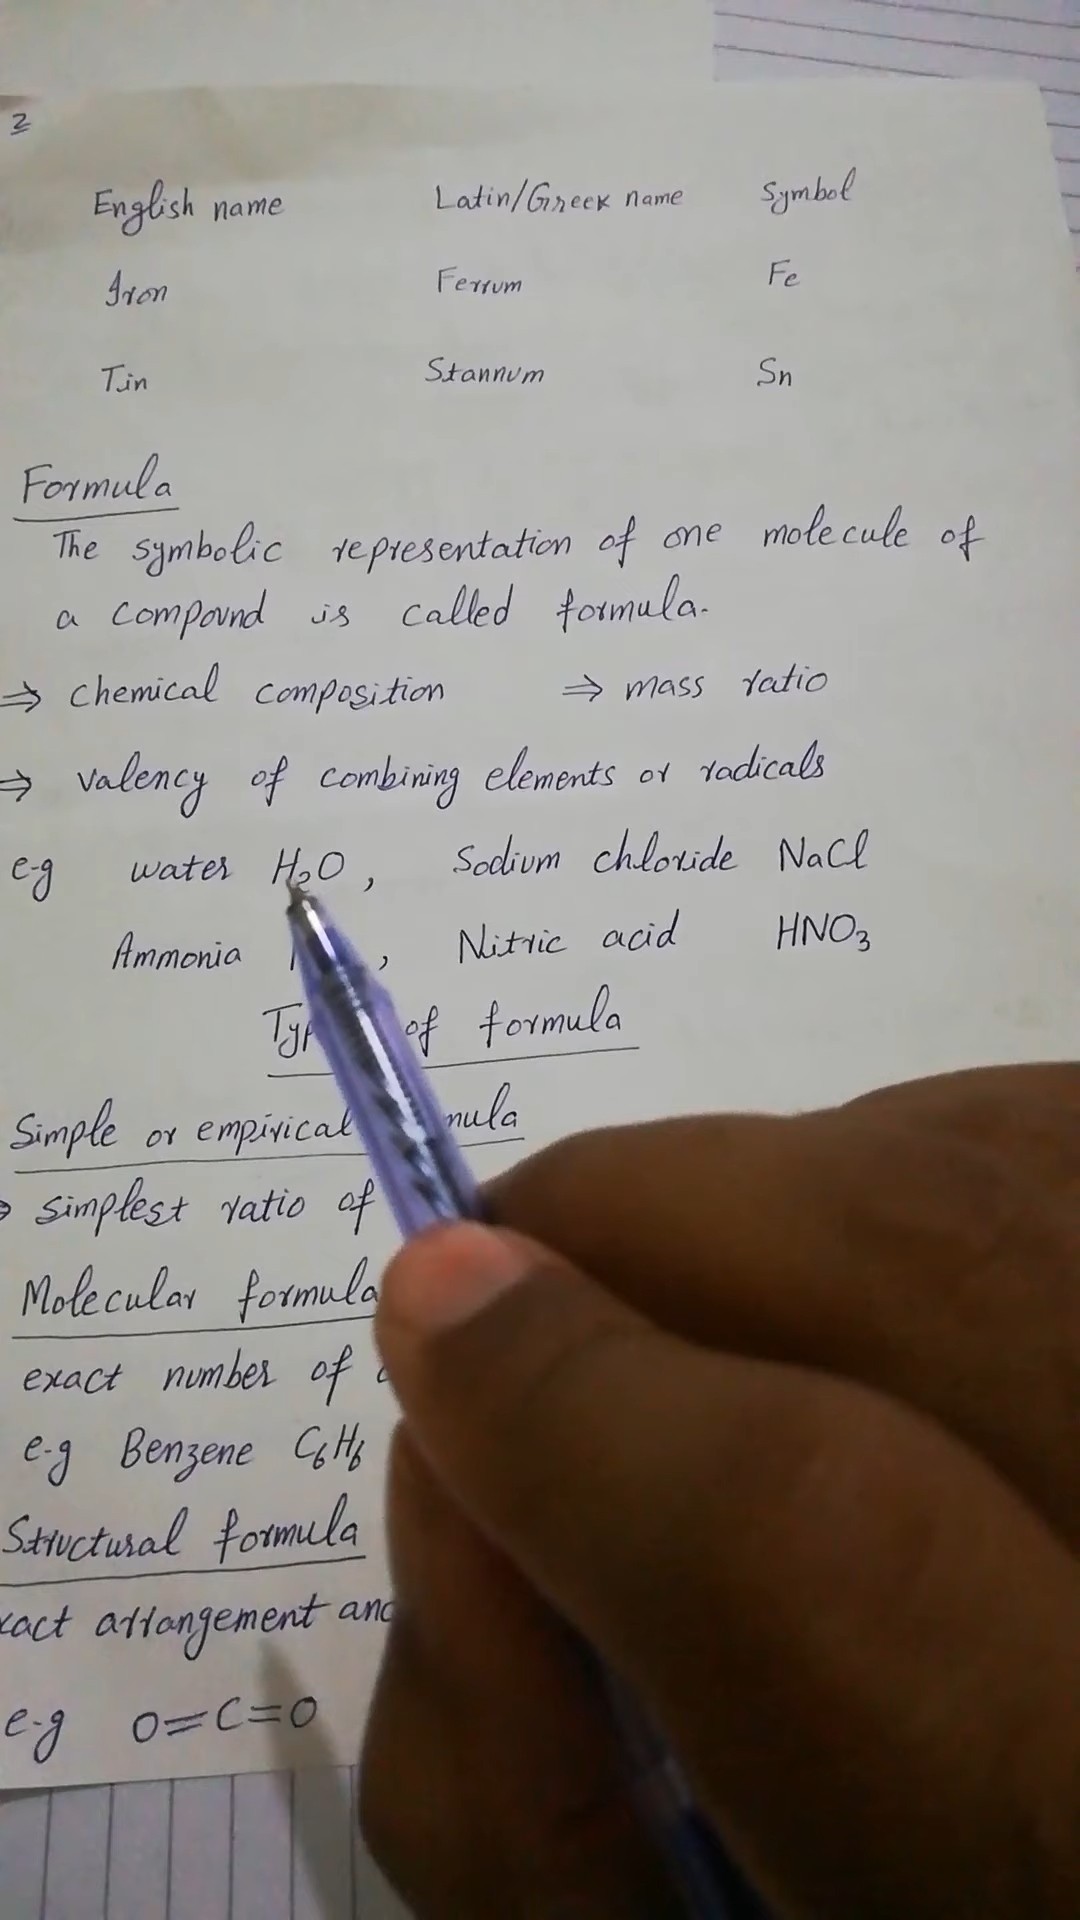 2
English name Latin/Greek name Symbol
Iron Ferrum Fe
Tin Stannum Sn
Formula
The symbolic representation of one molecule of
a compound is called formula.
⇒ chemical composition ⇒ mass ratio
⇒ valency of combining elements or radicals
e-g water H₂O, Sodium chloride NaCl
Ammonia , Nitric acid HNO₃
of formula
Simple or empirical
simplest ratio of
Molecular formula
exact number of
e-g Benzene C₆H₆
Structural formula
arrangement and
e-g O=C=O